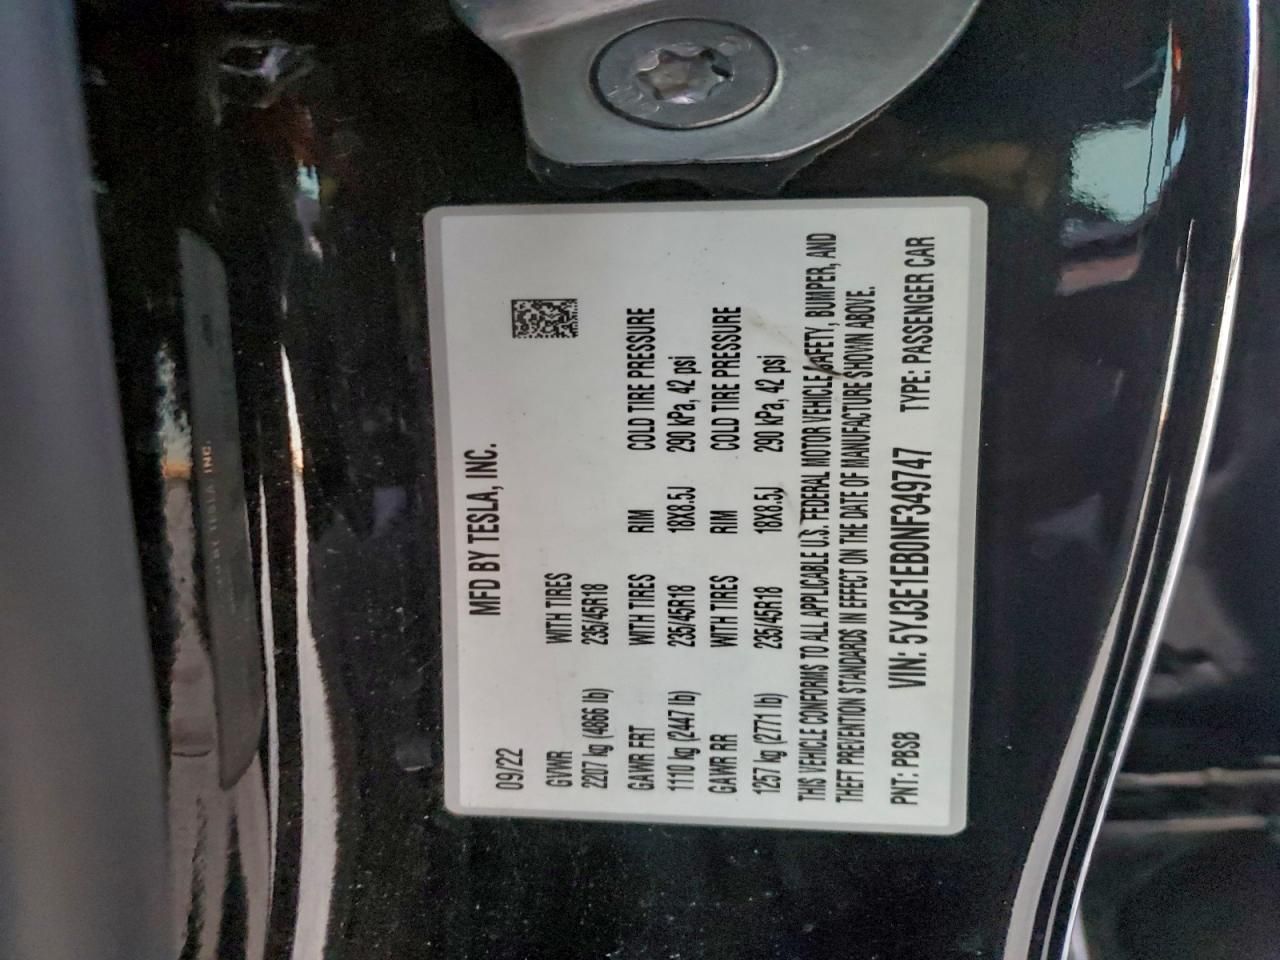 MFD BY TESLA, INC.
09/22
GVWR WITH TIRES
2207 kg (4866 lb) 235/45R18
GAWR FRT WITH TIRES RIM COLD TIRE PRESSURE
1110 kg (2447 lb) 235/45R18 18X8.5J 290 kPa, 42 psi
GAWR RR WITH TIRES RIM COLD TIRE PRESSURE
1257 kg (2771 lb) 235/45R18 18X8.5J 290 kPa, 42 psi
THIS VEHICLE CONFORMS TO ALL APPLICABLE U.S. FEDERAL MOTOR VEHICLE SAFETY, BUMPER, AND
THEFT PREVENTION STANDARDS IN EFFECT ON THE DATE OF MANUFACTURE SHOWN ABOVE.
PNT: PBSB VIN: 5YJ3E1EB0NF349747 TYPE: PASSENGER CAR
BY TESLA INC.